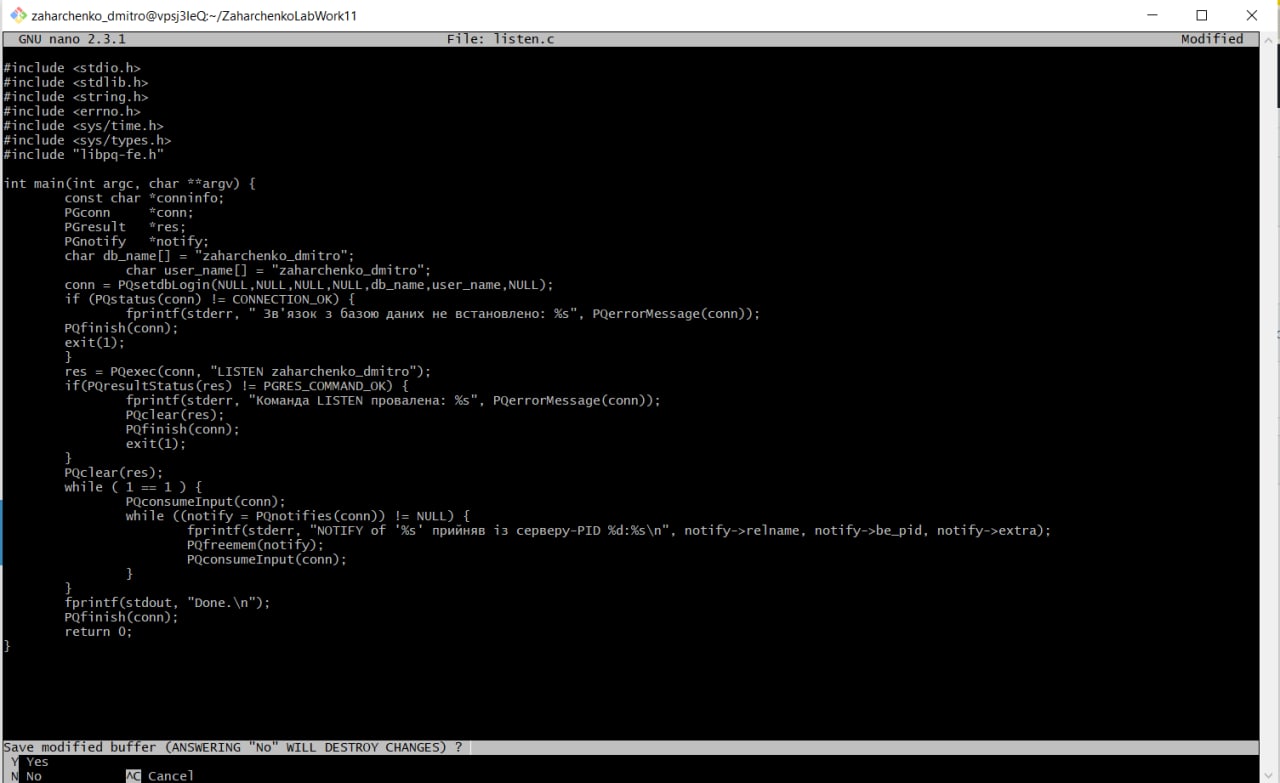 zaharchenko_dmitro@vpsj3IeQ:~/ZaharchenkoLabWork11
GNU nano 2.3.1 File: listen.c Modified
#include <stdio.h>
#include <stdlib.h>
#include <string.h>
#include <errno.h>
#include <sys/time.h>
#include <sys/types.h>
#include "libpq-fe.h"
int main(int argc, char **argv) {
const char *conninfo;
PGconn *conn;
PGresult *res;
PGnotify *notify;
char db_name[] = "zaharchenko_dmitro";
char user_name[] = "zaharchenko_dmitro";
conn = PQsetdbLogin(NULL,NULL,NULL,NULL,db_name,user_name,NULL);
if (PQstatus(conn) != CONNECTION_OK) {
fprintf(stderr, " Зв'язок з базою даних не встановлено: %s", PQerrorMessage(conn));
PQfinish(conn);
exit(1);
}
res = PQexec(conn, "LISTEN zaharchenko_dmitro");
if(PQresultStatus(res) != PGRES_COMMAND_OK) {
fprintf(stderr, "Команда LISTEN провалена: %s", PQerrorMessage(conn));
PQclear(res);
PQfinish(conn);
exit(1);
}
PQclear(res);
while ( 1 == 1 ) {
PQconsumeInput(conn);
while ((notify = PQnotifies(conn)) != NULL) {
fprintf(stderr, "NOTIFY of '%s' прийняв із серверу-PID %d:%s\n", notify->relname, notify->be_pid, notify->extra);
PQfreemem(notify);
PQconsumeInput(conn);
}
}
fprintf(stdout, "Done.\n");
PQfinish(conn);
return 0;
}
Save modified buffer (ANSWERING "No" WILL DESTROY CHANGES) ?
Y Yes
N No ^C Cancel